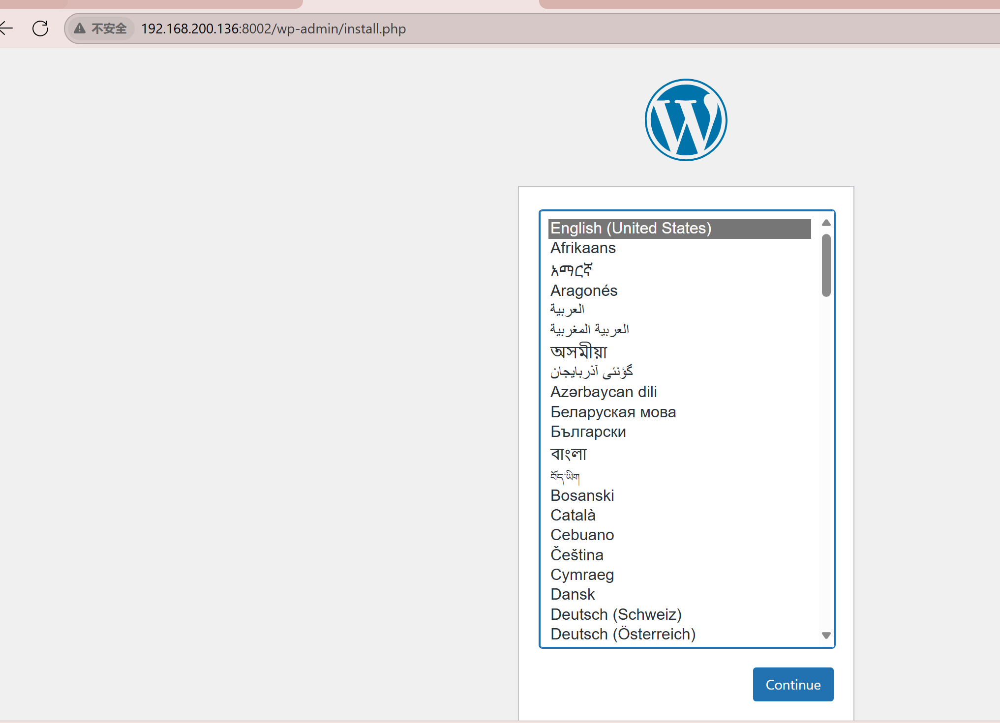 不安全 192.168.200.136:8002/wp-admin/install.php
English (United States)
Afrikaans
አማርኛ
Aragonés
العربية
العربية المغربية
অসমীয়া
گؤنئی آذربایجان
Azərbaycan dili
Беларуская мова
Български
বাংলা
བོད་ཡིག
Bosanski
Català
Cebuano
Čeština
Cymraeg
Dansk
Deutsch (Schweiz)
Deutsch (Österreich)
Continue